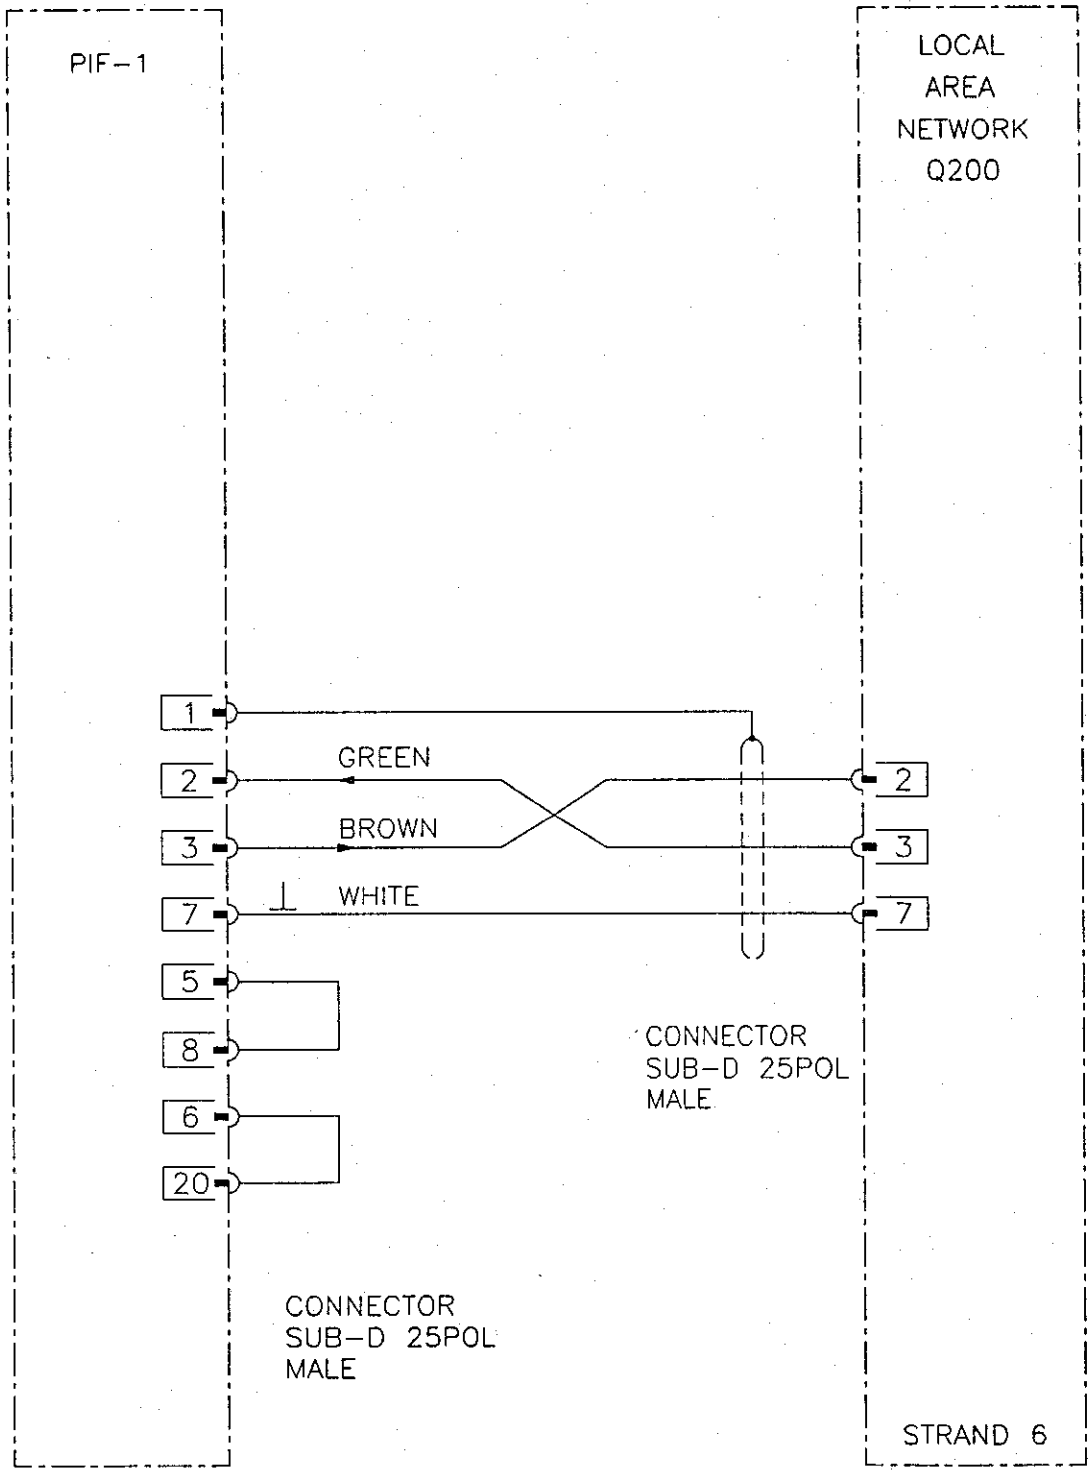 PIF-1
LOCAL
AREA
NETWORK
Q200
1
GREEN
2
2
BROWN
3
3
WHITE
7
7
5
8
CONNECTOR
SUB-D 25POL
MALE
6
20
CONNECTOR
SUB-D 25POL
MALE
STRAND 6